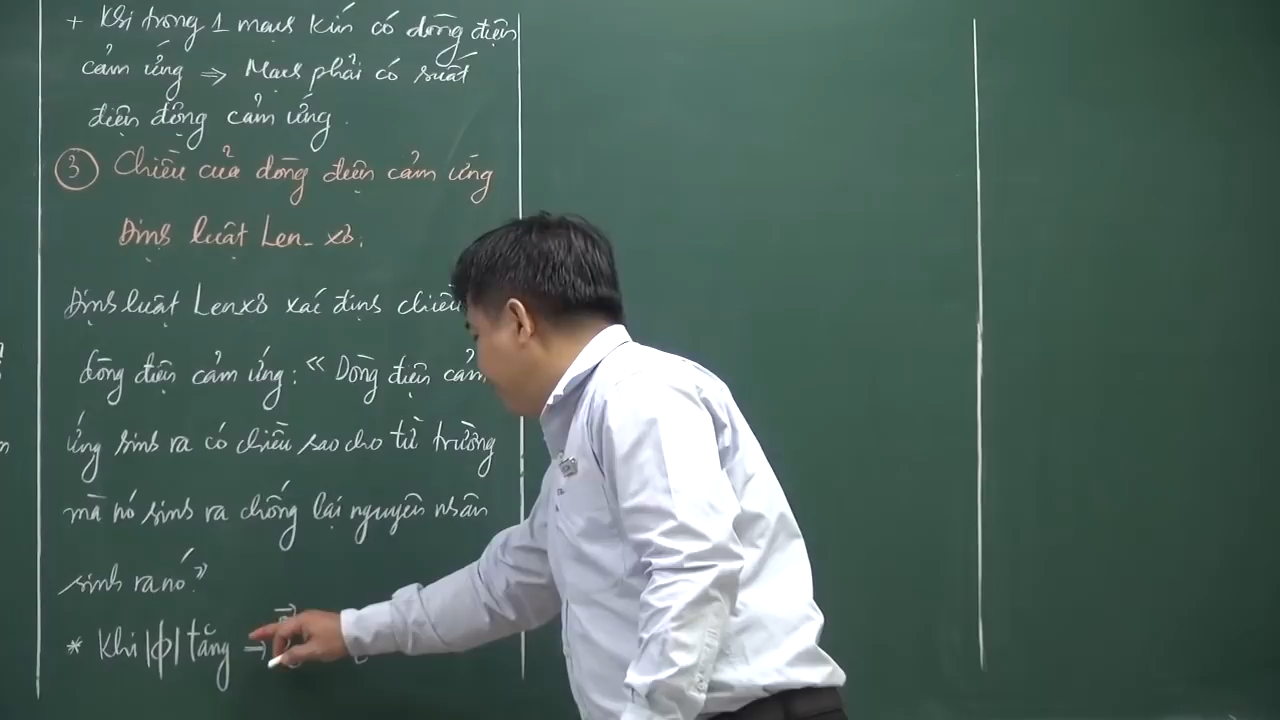 + Khi trong 1 mạch kín có dòng điện
cảm ứng ⇒ Mạch phải có suất
điện động cảm ứng.
③ Chiều của dòng điện cảm ứng
Định luật Len-xơ.
Định luật Lenxơ xác định chiều
dòng điện cảm ứng: "Dòng điện cảm
ứng sinh ra có chiều sao cho từ trường
mà nó sinh ra chống lại nguyên nhân
sinh ra nó."
* Khi |Φ| tăng →